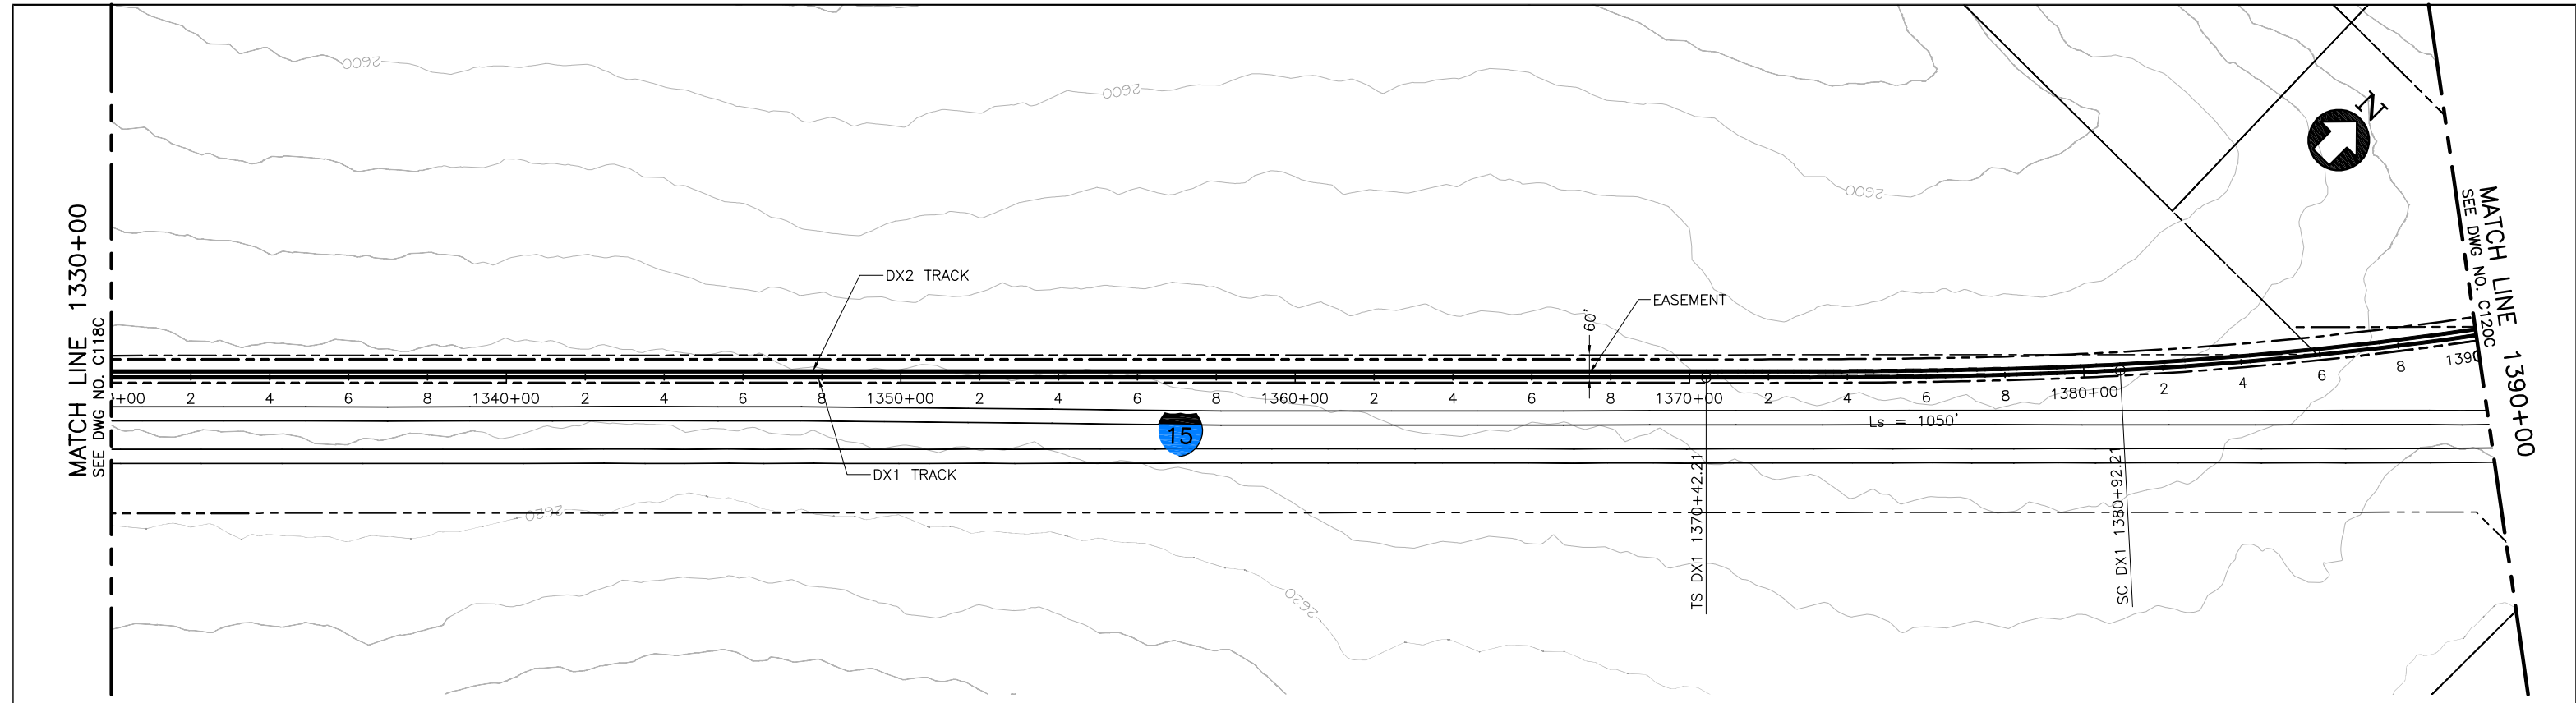 MATCH LINE 1330+00
SEE DWG NO. C118C
2600
2600
2600
N
MATCH LINE 1390+00
SEE DWG NO. C120C
DX2 TRACK
EASEMENT
60'
+00 2 4 6 8 1340+00 2 4 6 8 1350+00 2 4 6 8 1360+00 2 4 6 8 1370+00 2 4 6 8 1380+00 2 4 6 8 1390
15
Ls = 1050'
DX1 TRACK
TS DX1 1370+42.21
SC DX1 1380+92.21
2620
2620